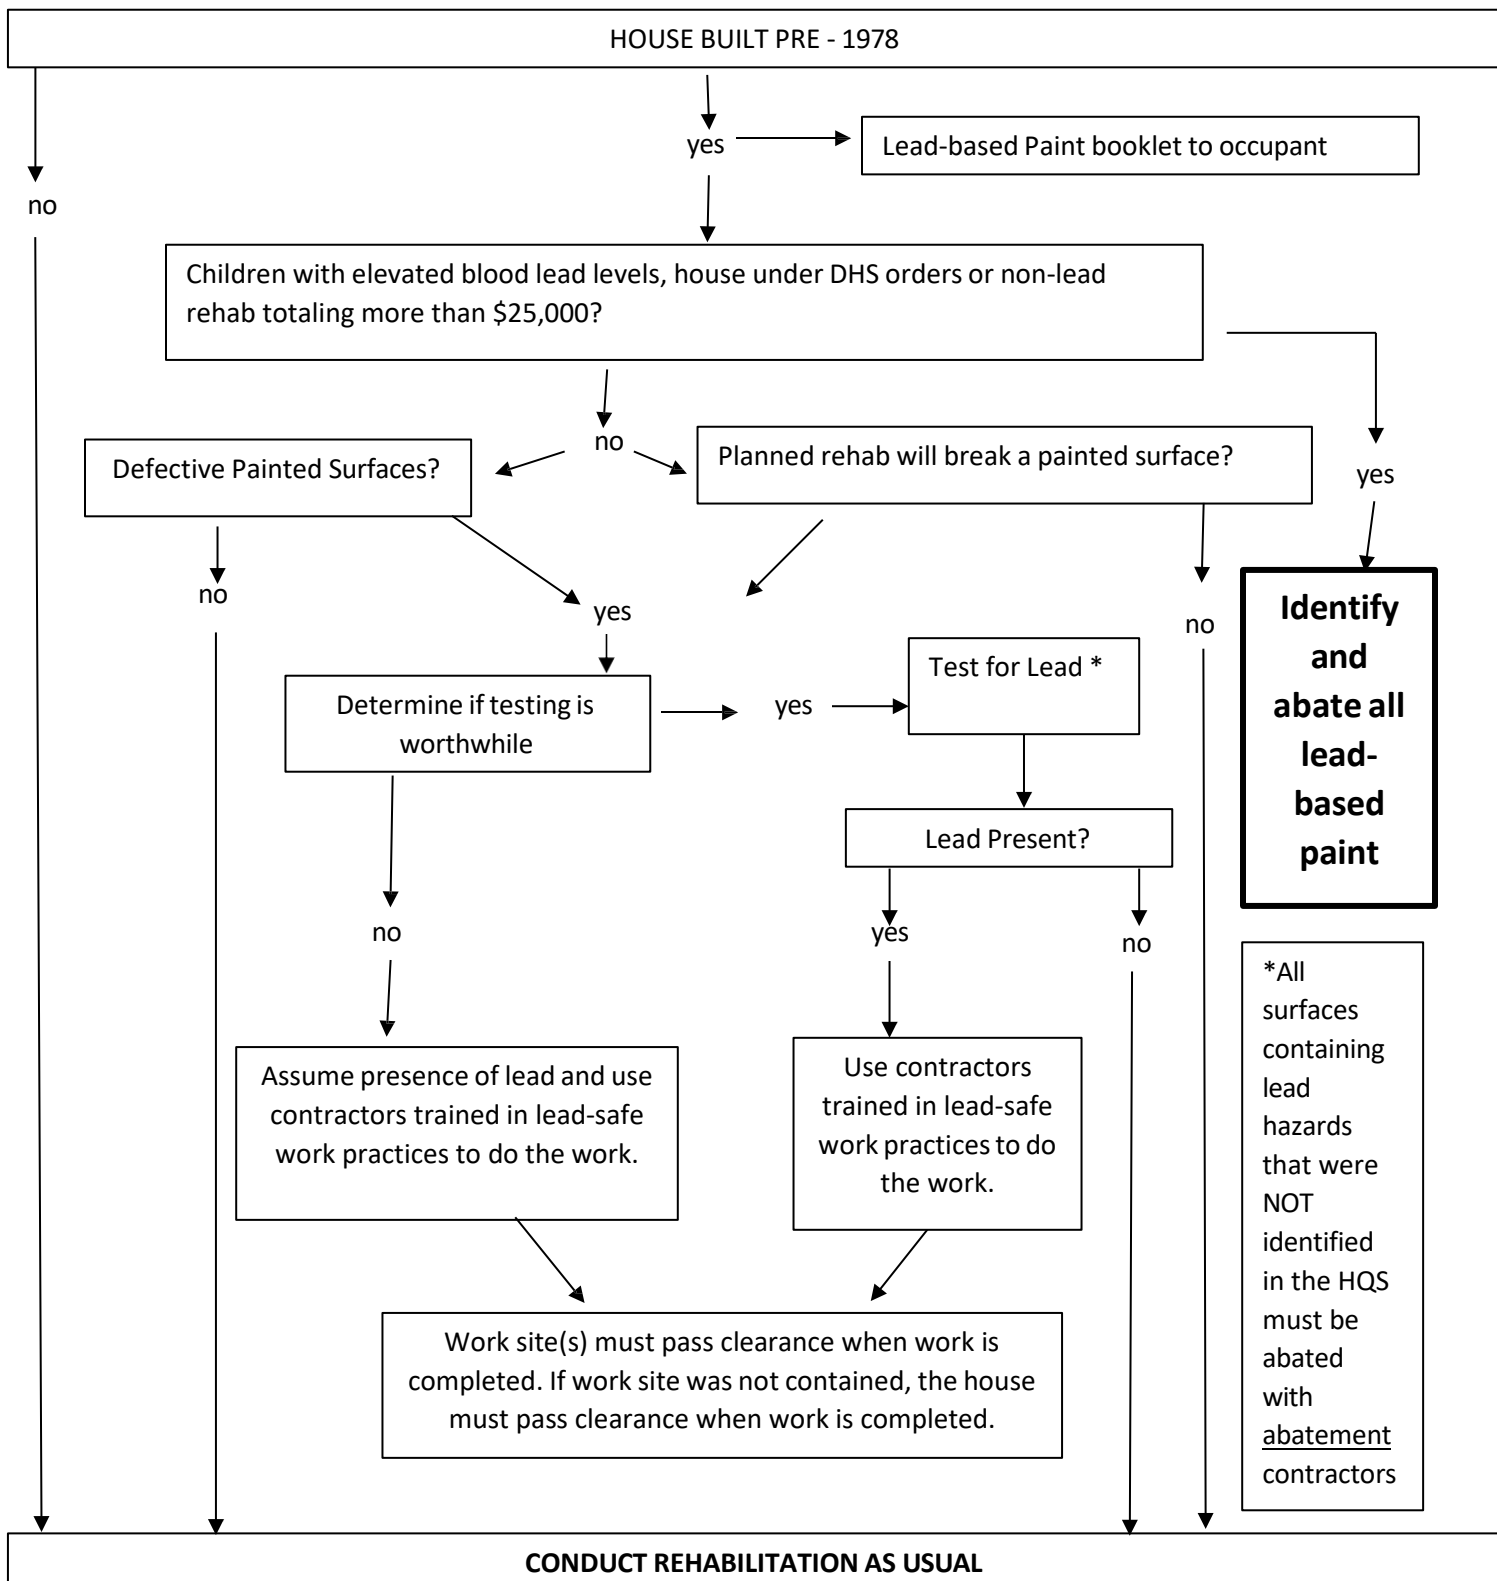 HOUSE BUILT PRE - 1978
yes
Lead-based Paint booklet to occupant
no
Children with elevated blood lead levels, house under DHS orders or non-lead
rehab totaling more than $25,000?
no
Defective Painted Surfaces?
Planned rehab will break a painted surface?
yes
no
yes
no
Identify
and
abate all
lead-
based
paint
Determine if testing is
worthwhile
yes
Test for Lead *
Lead Present?
no
yes
no
*All
surfaces
containing
lead
hazards
that were
NOT
identified
in the HQS
must be
abated
with
abatement
contractors
Assume presence of lead and use
contractors trained in lead-safe
work practices to do the work.
Use contractors
trained in lead-safe
work practices to do
the work.
Work site(s) must pass clearance when work is
completed. If work site was not contained, the house
must pass clearance when work is completed.
CONDUCT REHABILITATION AS USUAL